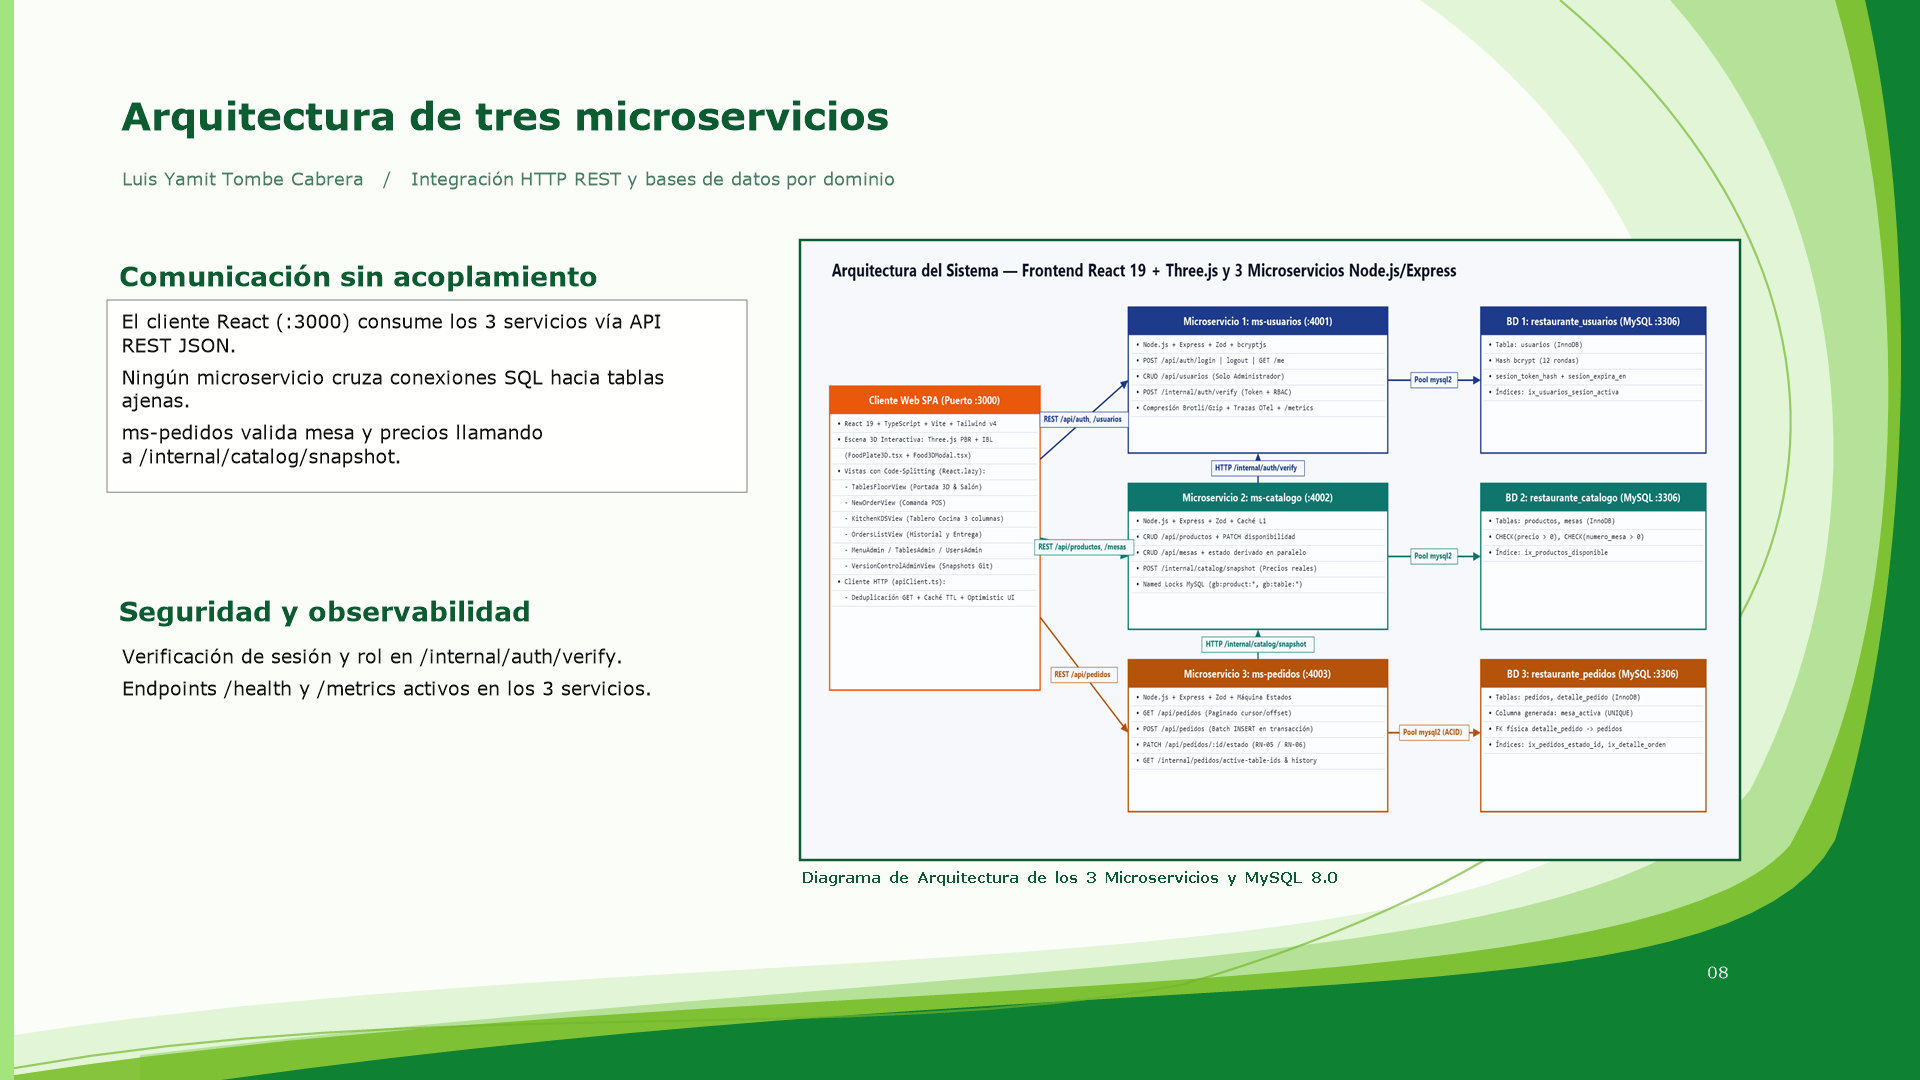 Arquitectura de tres microservicios
Luis Yamit Tombe Cabrera / Integración HTTP REST y bases de datos por dominio
Comunicación sin acoplamiento
El cliente React (:3000) consume los 3 servicios vía API
REST JSON.
Ningún microservicio cruza conexiones SQL hacia tablas
ajenas.
ms-pedidos valida mesa y precios llamando
a /internal/catalog/snapshot.
Seguridad y observabilidad
Verificación de sesión y rol en /internal/auth/verify.
Endpoints /health y /metrics activos en los 3 servicios.
Arquitectura del Sistema — Frontend React 19 + Three.js y 3 Microservicios Node.js/Express
Cliente Web SPA (Puerto :3000)
• React 19 + TypeScript + Vite + Tailwind v4
• Escena 3D Interactiva: Three.js PBR + IBL
(FoodPlate3D.tsx + Food3DModal.tsx)
• Vistas con Code-Splitting (React.lazy):
- TablesFloorView (Portada 3D & Salón)
- NewOrderView (Comanda POS)
- KitchenKDSView (Tablero Cocina 3 columnas)
- OrdersListView (Historial y Entrega)
- MenuAdmin / TablesAdmin / UsersAdmin
- VersionControlAdminView (Snapshots Git)
• Cliente HTTP (apiClient.ts):
- Deduplicación GET + Caché TTL + Optimistic UI
REST /api/auth, /usuarios
REST /api/productos, /mesas
REST /api/pedidos
Microservicio 1: ms-usuarios (:4001)
• Node.js + Express + Zod + bcryptjs
• POST /api/auth/login | logout | GET /me
• CRUD /api/usuarios (Solo Administrador)
• POST /internal/auth/verify (Token + RBAC)
• Compresión Brotli/Gzip + Trazas OTel + /metrics
Pool mysql2
BD 1: restaurante_usuarios (MySQL :3306)
• Tabla: usuarios (InnoDB)
• Hash bcrypt (12 rondas)
• sesion_token_hash + sesion_expira_en
• Índices: ix_usuarios_sesion_activa
HTTP /internal/auth/verify
Microservicio 2: ms-catalogo (:4002)
• Node.js + Express + Zod + Caché L1
• CRUD /api/productos + PATCH disponibilidad
• CRUD /api/mesas + estado derivado en paralelo
• POST /internal/catalog/snapshot (Precios reales)
• Named Locks MySQL (gb:product:*, gb:table:*)
Pool mysql2
BD 2: restaurante_catalogo (MySQL :3306)
• Tablas: productos, mesas (InnoDB)
• CHECK(precio > 0), CHECK(numero_mesa > 0)
• Índice: ix_productos_disponible
HTTP /internal/catalog/snapshot
Microservicio 3: ms-pedidos (:4003)
• Node.js + Express + Zod + Máquina Estados
• GET /api/pedidos (Paginado cursor/offset)
• POST /api/pedidos (Batch INSERT en transacción)
• PATCH /api/pedidos/:id/estado (RN-05 / RN-06)
• GET /internal/pedidos/active-table-ids & history
Pool mysql2 (ACID)
BD 3: restaurante_pedidos (MySQL :3306)
• Tablas: pedidos, detalle_pedido (InnoDB)
• Columna generada: mesa_activa (UNIQUE)
• FK física detalle_pedido -> pedidos
• Índices: ix_pedidos_estado_id, ix_detalle_orden
Diagrama de Arquitectura de los 3 Microservicios y MySQL 8.0
08